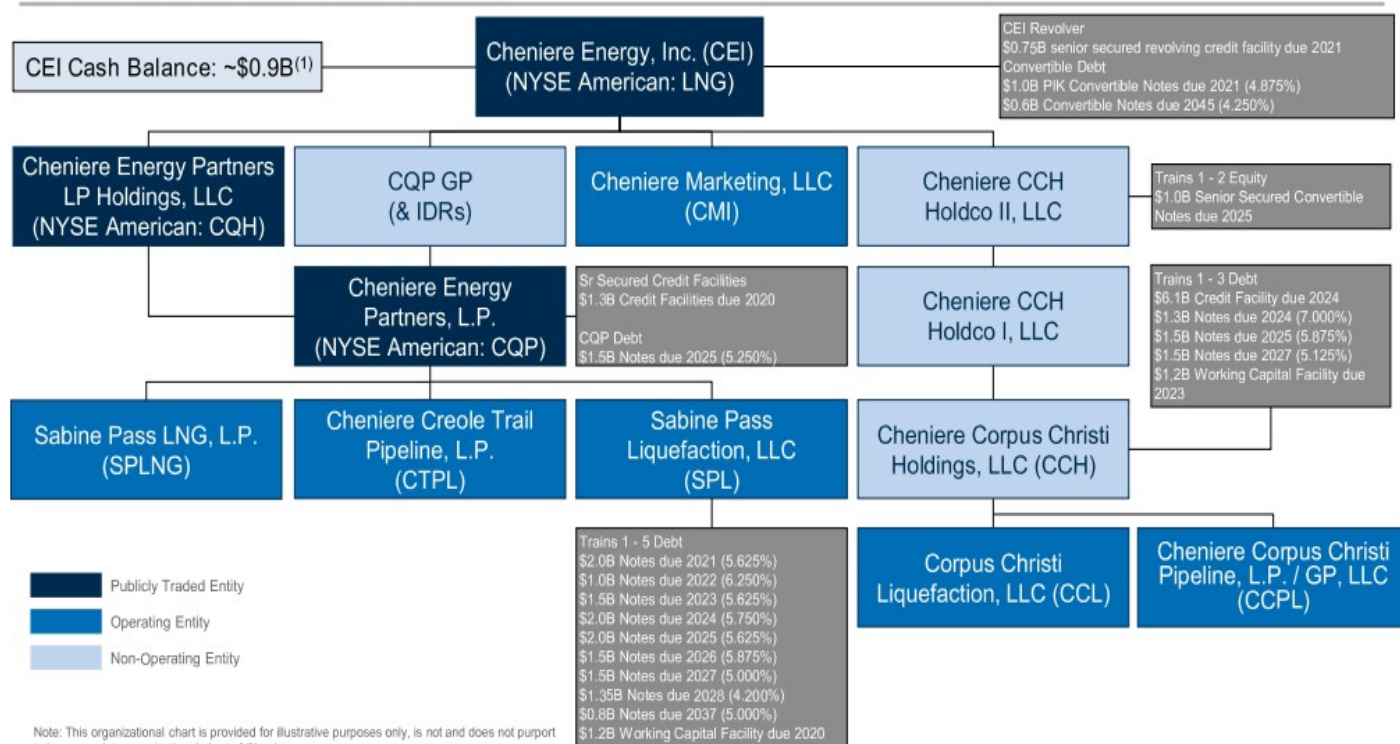 CEI Cash Balance: ~$0.9B(1)
Cheniere Energy, Inc. (CEI)
(NYSE American: LNG)
CEI Revolver
$0.75B senior secured revolving credit facility due 2021
Convertible Debt
$1.0B PIK Convertible Notes due 2021 (4.875%)
$0.6B Convertible Notes due 2045 (4.250%)
Cheniere Energy Partners
LP Holdings, LLC
(NYSE American: CQH)
CQP GP
(& IDRs)
Cheniere Marketing, LLC
(CMI)
Cheniere CCH
Holdco II, LLC
Trains 1 - 2 Equity
$1.0B Senior Secured Convertible
Notes due 2025
Cheniere Energy
Partners, L.P.
(NYSE American: CQP)
Sr Secured Credit Facilities
$1.3B Credit Facilities due 2020
CQP Debt
$1.5B Notes due 2025 (5.250%)
Cheniere CCH
Holdco I, LLC
Trains 1 - 3 Debt
$6.1B Credit Facility due 2024
$1.3B Notes due 2024 (7.000%)
$1.5B Notes due 2025 (5.875%)
$1.5B Notes due 2027 (5.125%)
$1,2B Working Capital Facility due
2023
Sabine Pass LNG, L.P.
(SPLNG)
Cheniere Creole Trail
Pipeline, L.P.
(CTPL)
Sabine Pass
Liquefaction, LLC
(SPL)
Cheniere Corpus Christi
Holdings, LLC (CCH)
Trains 1 - 5 Debt
$2.0B Notes due 2021 (5.625%)
$1.0B Notes due 2022 (6.250%)
$1.5B Notes due 2023 (5.625%)
$2.0B Notes due 2024 (5.750%)
$2.0B Notes due 2025 (5.625%)
$1.5B Notes due 2026 (5.875%)
$1.5B Notes due 2027 (5.000%)
$1.35B Notes due 2028 (4.200%)
$0.8B Notes due 2037 (5.000%)
$1.2B Working Capital Facility due 2020
Corpus Christi
Liquefaction, LLC (CCL)
Cheniere Corpus Christi
Pipeline, L.P. / GP, LLC
(CCPL)
Publicly Traded Entity
Operating Entity
Non-Operating Entity
Note: This organizational chart is provided for illustrative purposes only, is not and does not purport